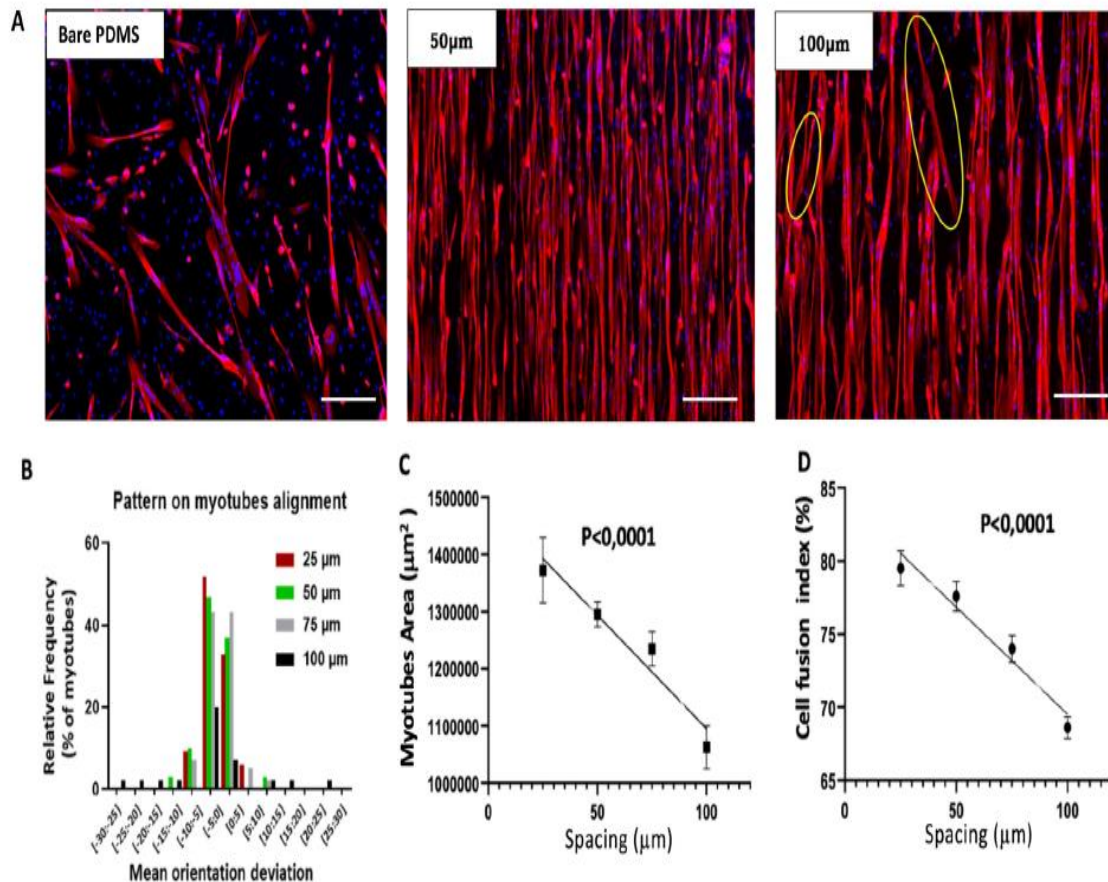 A
Bare PDMS
50µm
100µm
B
Pattern on myotubes alignment
Relative Frequency
(% of myotubes)
60
40
20
0
25 µm
50 µm
75 µm
100 µm
[-30:-25]
[-25:-20]
[-20:-15]
[-15:-10]
[-10:-5]
[-5:0]
[0:5]
[5:10]
[10:15]
[15:20]
[20:25]
[25:30]
Mean orientation deviation
C
Myotubes Area (µm²)
1500000
1400000
1300000
1200000
1100000
1000000
P<0,0001
0
50
100
Spacing (µm)
D
Cell fusion index (%)
85
80
75
70
65
P<0,0001
0
50
100
Spacing (µm)